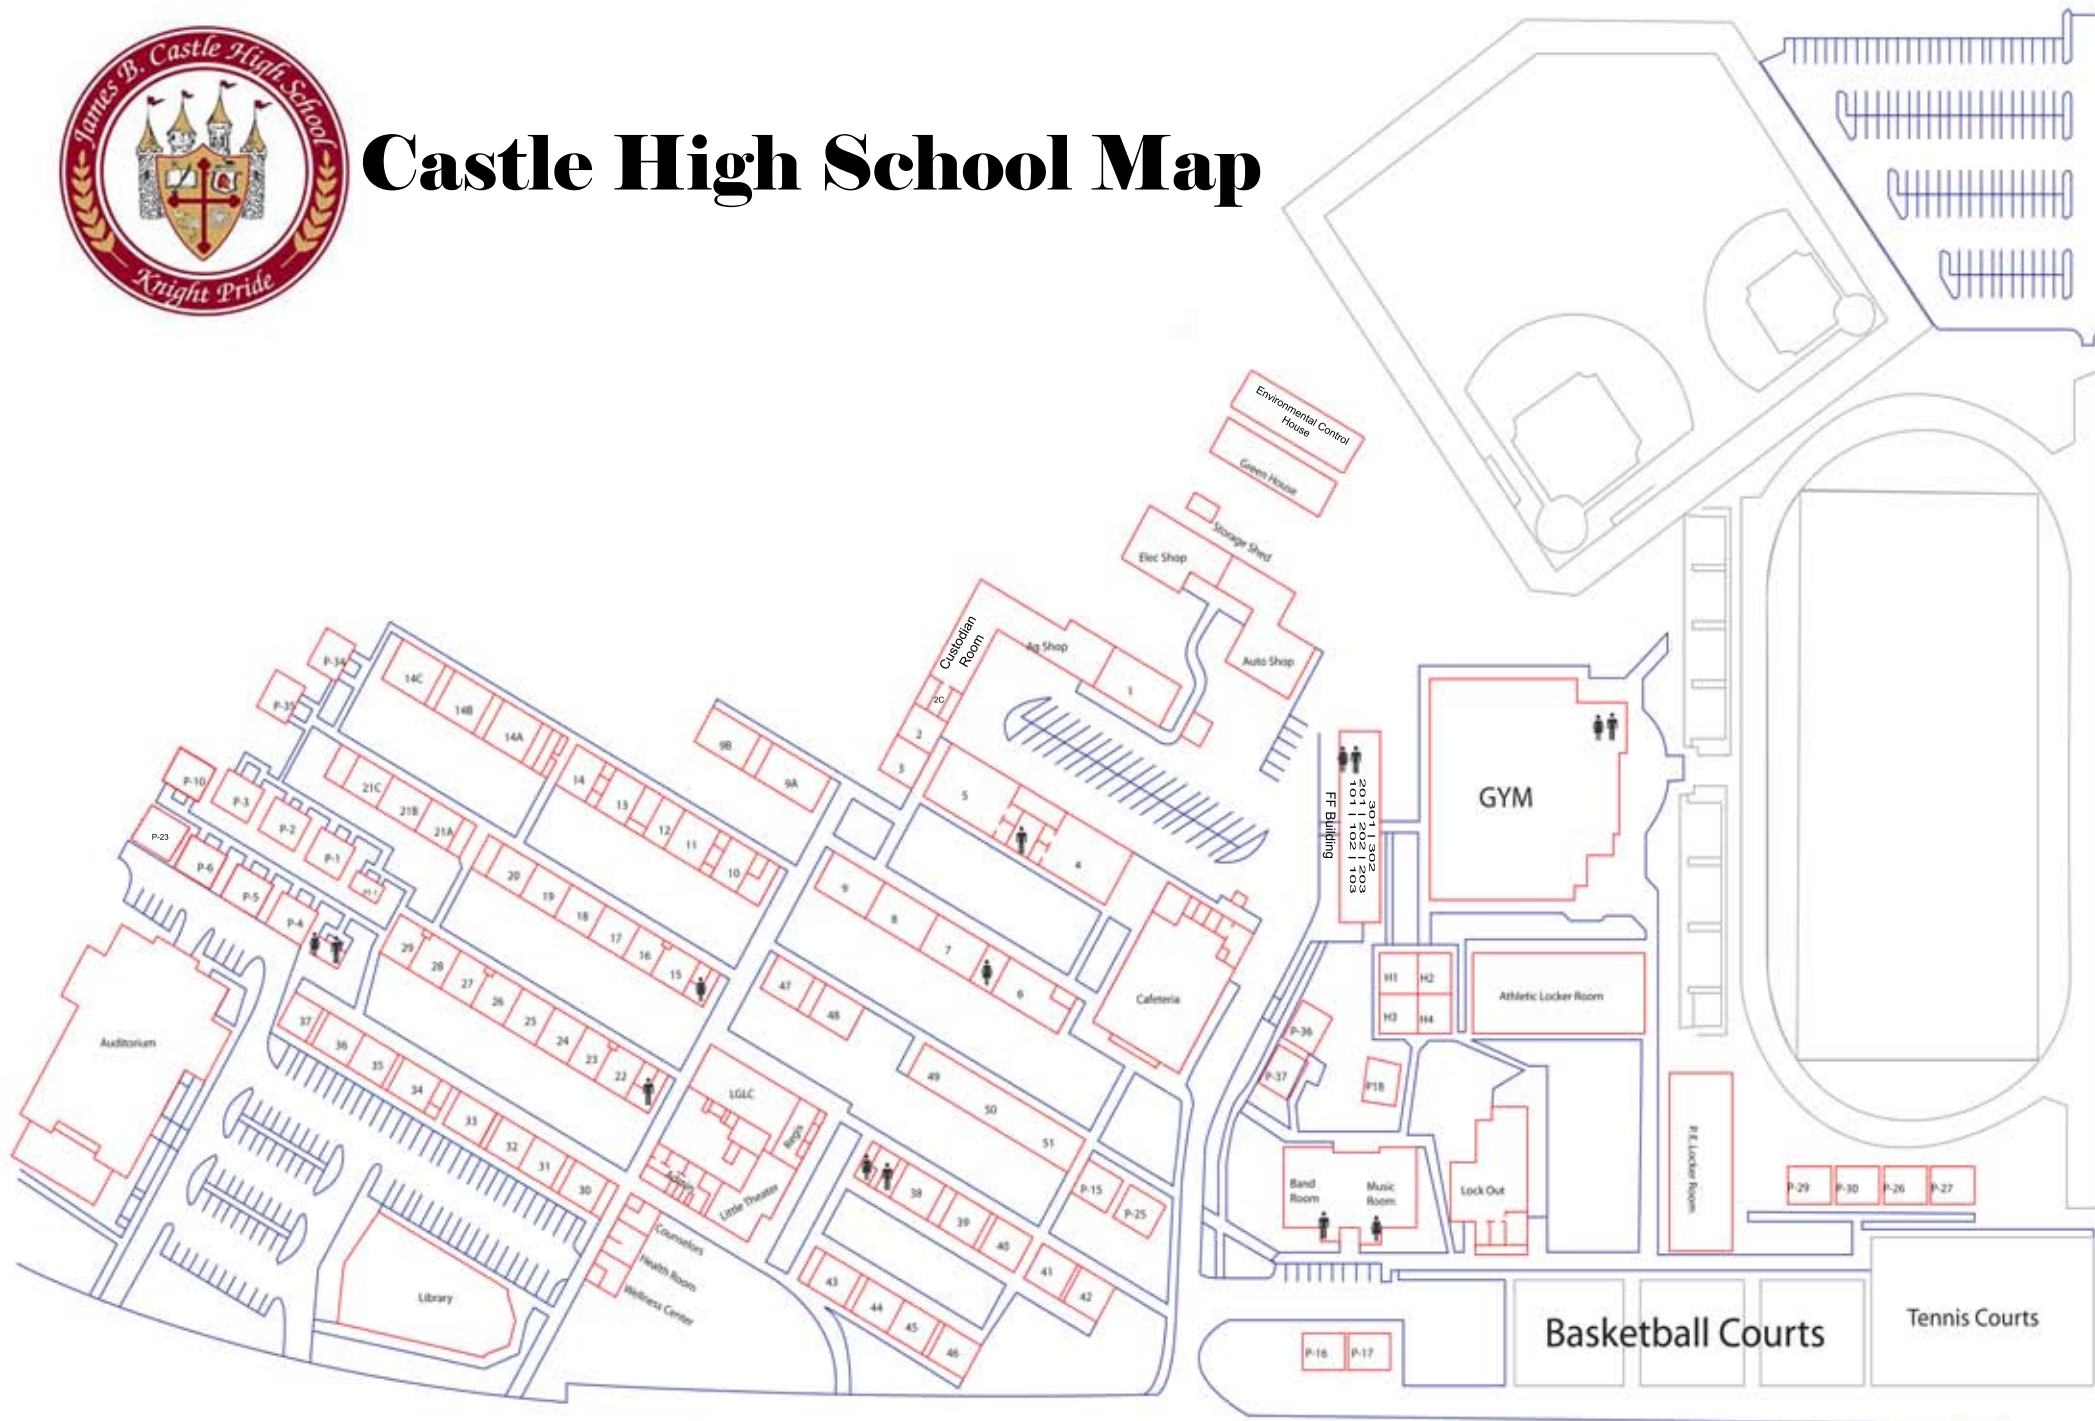 James B. Castle High School
Knight Pride
Castle High School Map
Environmental Control
House
Green House
Storage Shed
Elec Shop
Auto Shop
Ag Shop
1
Custodian
Room
2C
2
3
5
4
Cafeteria
P-34
P-35
14C
14B
14A
14
13
12
11
10
9B
9A
P-10
P-3
P-2
P-1
P-23
P-6
P-5
P-4
21C
21B
21A
20
19
18
17
16
15
9
8
7
6
29
28
27
26
25
24
23
22
47
48
49
50
51
37
36
35
34
33
32
31
30
Auditorium
LGLC
Regis
Admin
Little Theater
Counselors
Health Room
Wellness Center
Library
38
39
40
41
42
43
44
45
46
P-15
P-25
301 | 302
201 | 202 | 203
101 | 102 | 103
FF Building
GYM
H1
H2
H3
H4
Athletic Locker Room
P-36
P-37
P18
Band
Room
Music
Room
Lock Out
P.E Locker Room
P-29
P-30
P-26
P-27
P-16
P-17
Basketball Courts
Tennis Courts